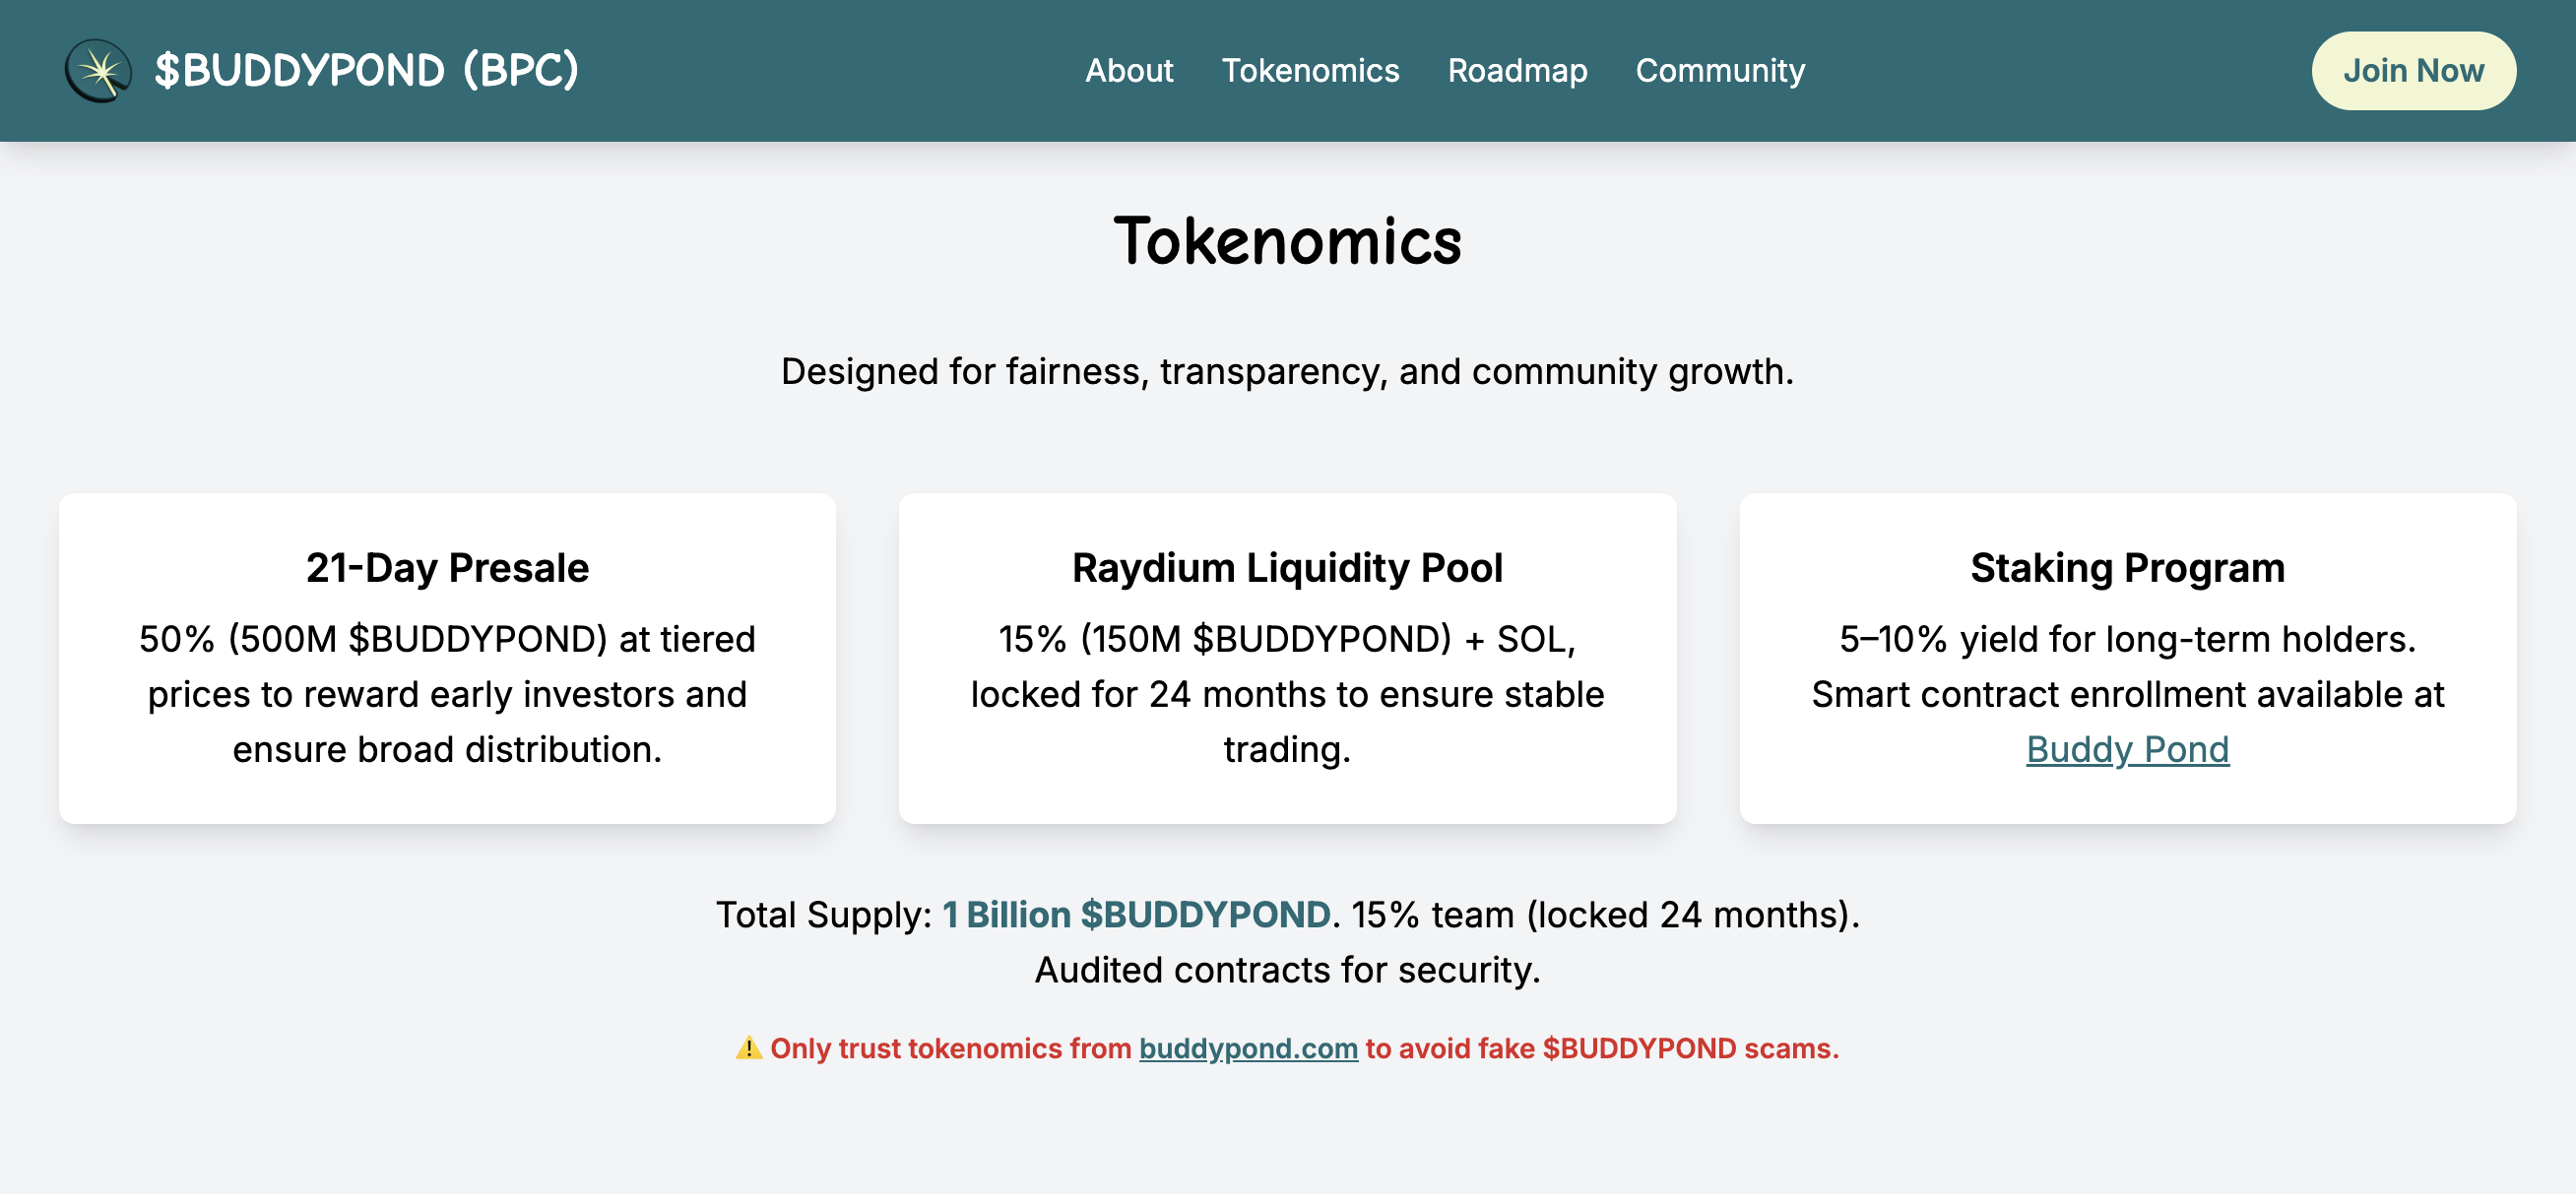 $BUDDYPOND (BPC)
About Tokenomics Roadmap Community
Join Now
Tokenomics
Designed for fairness, transparency, and community growth.
21-Day Presale
50% (500M $BUDDYPOND) at tiered
prices to reward early investors and
ensure broad distribution.
Raydium Liquidity Pool
15% (150M $BUDDYPOND) + SOL,
locked for 24 months to ensure stable
trading.
Staking Program
5–10% yield for long-term holders.
Smart contract enrollment available at
Buddy Pond
Total Supply: 1 Billion $BUDDYPOND. 15% team (locked 24 months).
Audited contracts for security.
⚠️ Only trust tokenomics from buddypond.com to avoid fake $BUDDYPOND scams.